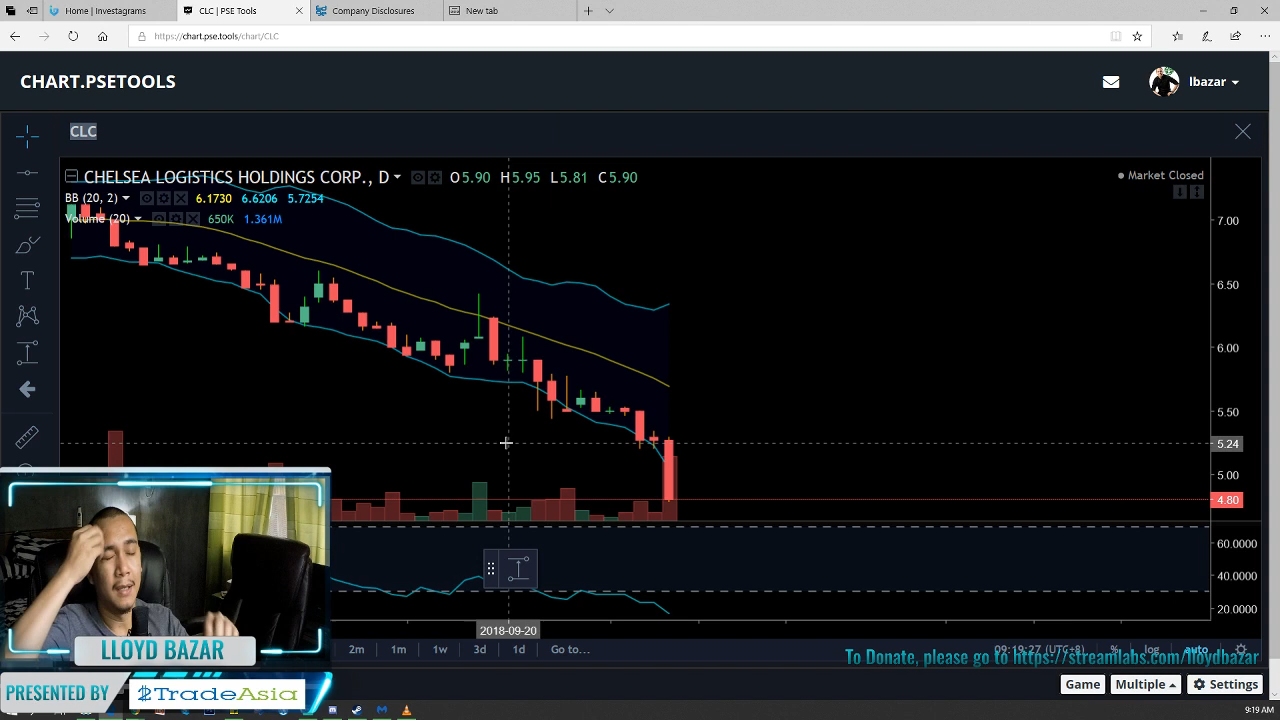 Home | Investagrams
CLC | PSE Tools
Company Disclosures
New tab
https://chart.pse.tools/chart/CLC
CHART.PSETOOLS
lbazar
CLC
CHELSEA LOGISTICS HOLDINGS CORP., D
O5.90 H5.95 L5.81 C5.90
Market Closed
BB (20, 2) 6.1730 6.6206 5.7254
Volume (20) 650K 1.361M
7.00
6.50
6.00
5.50
5.24
5.00
4.80
60.0000
40.0000
20.0000
2018-09-20
2m 1m 1w 3d 1d Go to...
09:19:27 (UTC+8) % log auto
LLOYD BAZAR
To Donate, please go to https://streamlabs.com/lloydbazar
PRESENTED BY
TradeAsia
Game Multiple Settings
9:19 AM